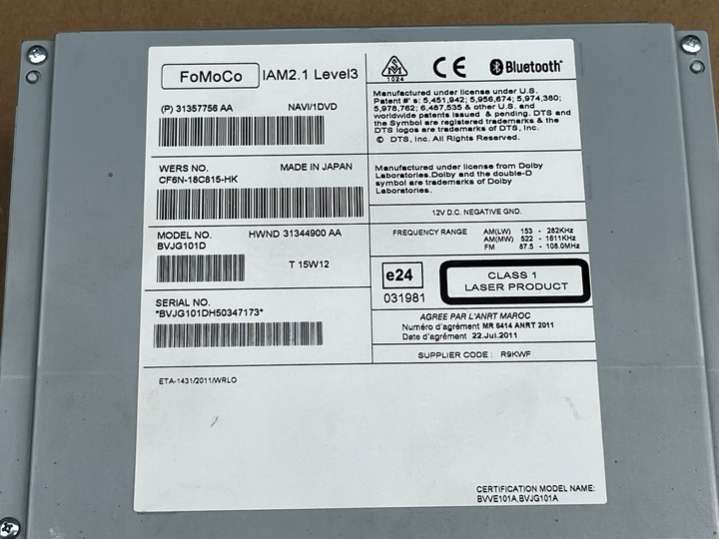 FoMoCo
IAM2.1 Level3
(P) 31357756 AA NAVI/1DVD
WERS NO. MADE IN JAPAN
CF6N-18C815-HK
MODEL NO. HWND 31344900 AA
BVJG101D
T 15W12
SERIAL NO.
*BVJG101DH50347173*
ETA-1431/2011/WRLO
1024
CE
Bluetooth
Manufactured under license under U.S.
Patent #' s: 5,451,942; 5,956,674; 5,974,380;
5,978,762; 6,487,535 & other U.S. and
worldwide patents issued & pending. DTS and
the Symbol are registered trademarks & the
DTS logos are trademarks of DTS, Inc.
© DTS, Inc. All Rights Reserved.
Manufactured under license from Dolby
Laboratories.Dolby and the double-D
symbol are trademarks of Dolby
Laboratories.
12V D.C. NEGATIVE GND.
FREQUENCY RANGE AM(LW) 153 - 282KHz
AM(MW) 522 - 1611KHz
FM 87.5 - 108.0MHz
e24
031981
CLASS 1
LASER PRODUCT
AGREE PAR L'ANRT MAROC
Numéro d'agrément MR 6414 ANRT 2011
Date d'agrément 22.Jul.2011
SUPPLIER CODE : R9KWF
CERTIFICATION MODEL NAME:
BVVE101A,BVJG101A